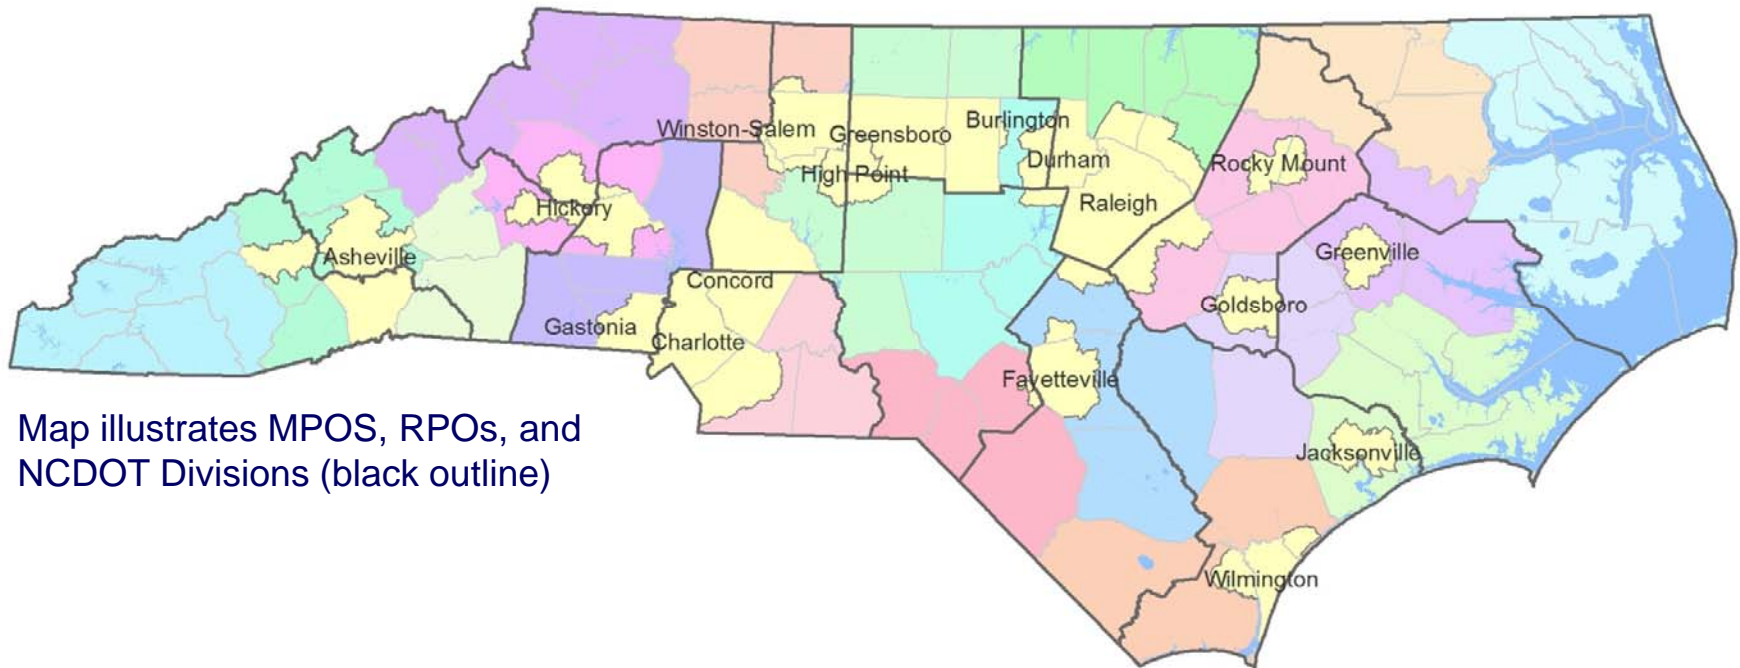 Winston-Salem
Greensboro
Burlington
Durham
High Point
Rocky Mount
Hickory
Raleigh
Asheville
Greenville
Concord
Goldsboro
Gastonia
Charlotte
Fayetteville
Jacksonville
Wilmington
Map illustrates MPOS, RPOs, and
NCDOT Divisions (black outline)